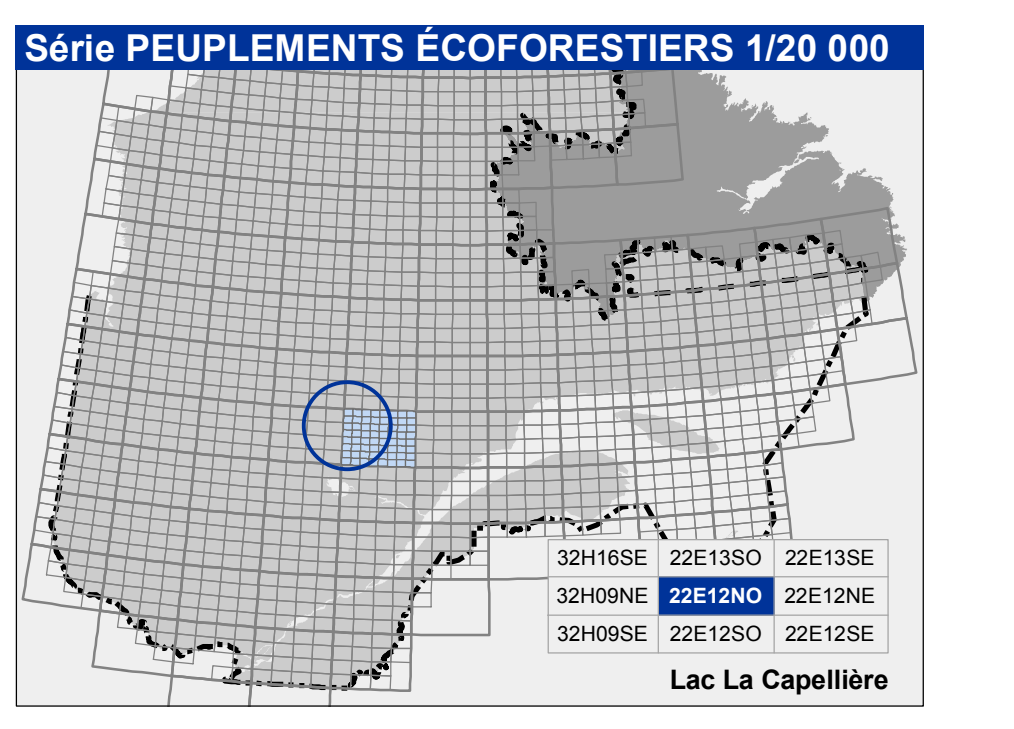 Série PEUPLEMENTS ÉCOFORESTIERS 1/20 000
32H16SE 22E13SO 22E13SE
32H09NE 22E12NO 22E12NE
32H09SE 22E12SO 22E12SE
Lac La Capellière